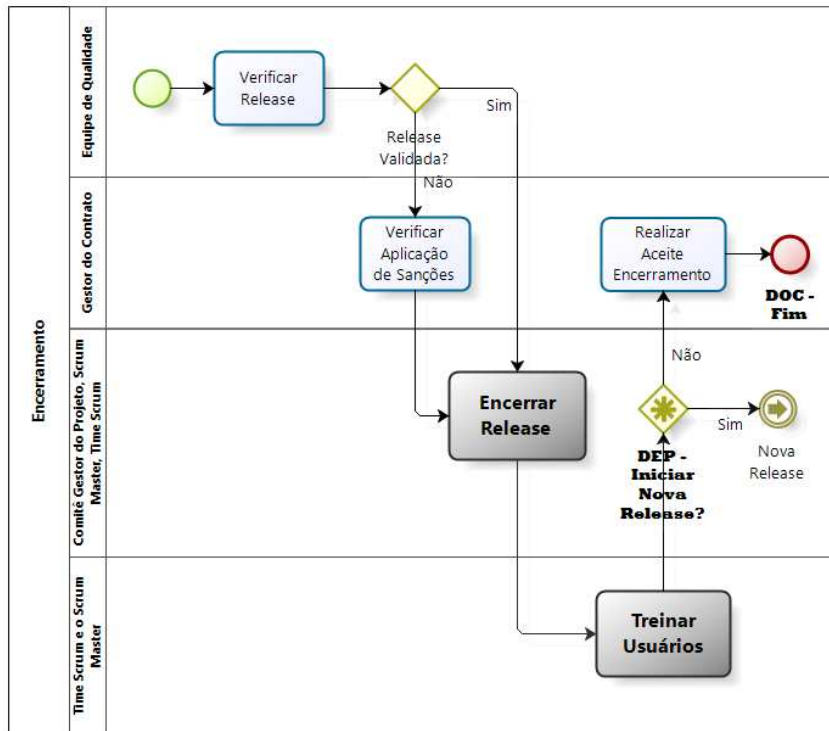 Encerramento
Equipe de Qualidade
Verificar
Release
Release
Validada?
Sim
Não
Gestor do Contrato
Verificar
Aplicação
de Sanções
Realizar
Aceite
Encerramento
DOC -
Fim
Comitê Gestor do Projeto, Scrum
Master, Time Scrum
Encerrar
Release
Não
Sim
DEP -
Iniciar
Nova
Release?
Nova
Release
Time Scrum e o Scrum
Master
Treinar
Usuários